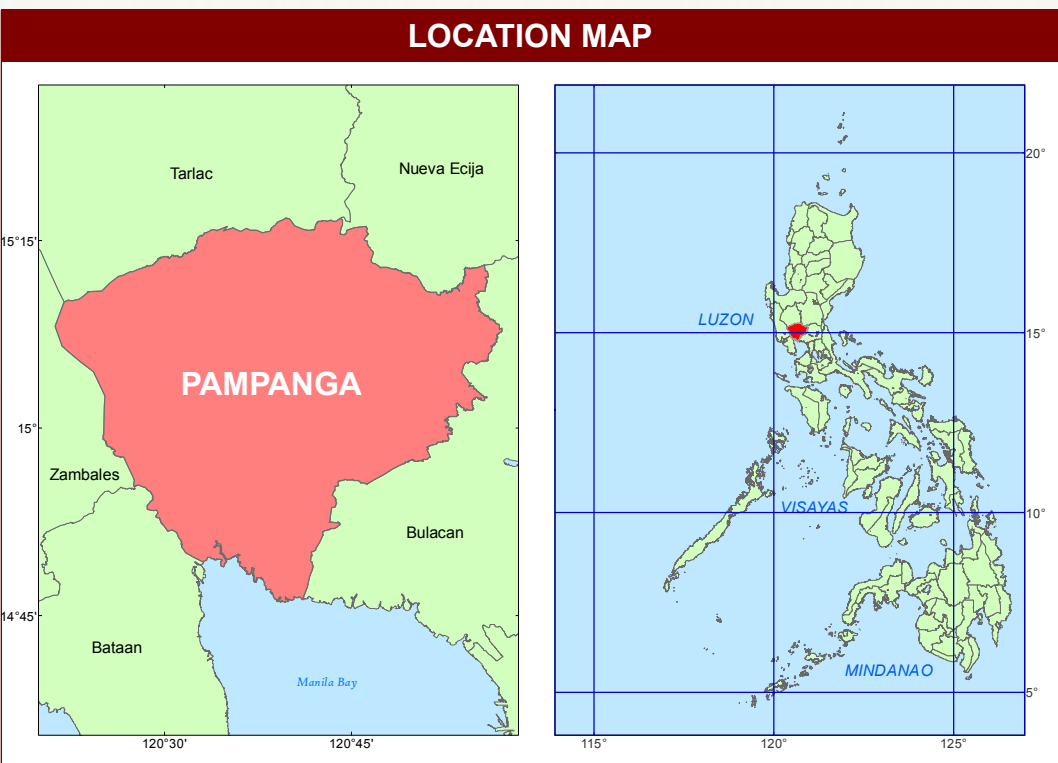 LOCATION MAP
Tarlac
Nueva Ecija
15°15'
PAMPANGA
15°
Zambales
Bulacan
14°45'
Bataan
Manila Bay
120°30'
120°45'
20°
LUZON
15°
VISAYAS
10°
MINDANAO
5°
115°
120°
125°